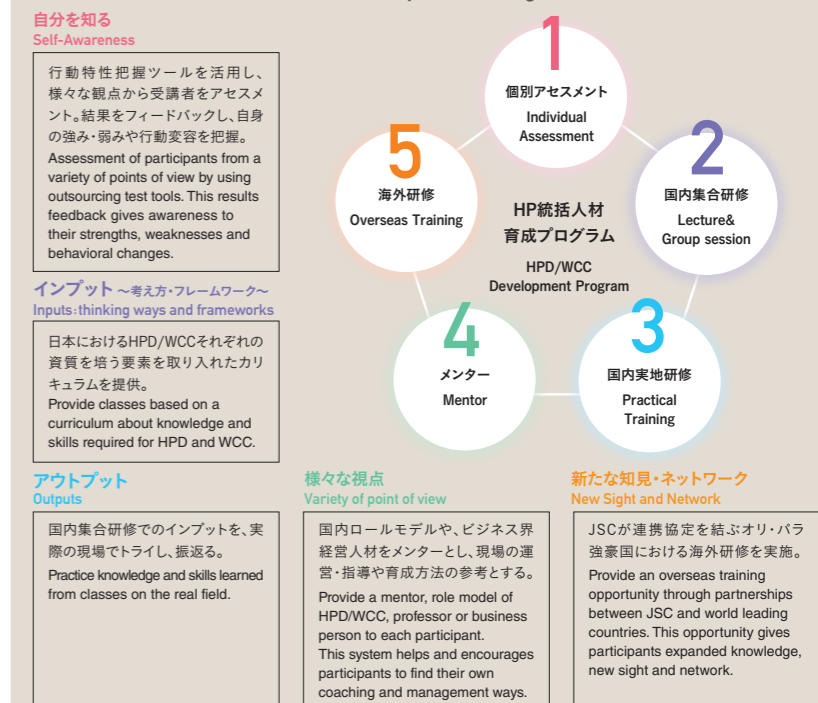 自分を知る
Self-Awareness
行動特性把握ツールを活用し、
様々な観点から受講者をアセスメ
ント。結果をフィードバックし、自身
の強み・弱みや行動変容を把握。
Assessment of participants from a
variety of points of view by using
outsourcing test tools. This results
feedback gives awareness to
their strengths, weaknesses and
behavioral changes.
インプット ～考え方・フレームワーク～
Inputs:thinking ways and frameworks
日本におけるHPD/WCCそれぞれの
資質を培う要素を取り入れたカリ
キュラムを提供。
Provide classes based on a
curriculum about knowledge and
skills required for HPD and WCC.
1
個別アセスメント
Individual
Assessment
2
国内集合研修
Lecture&
Group session
3
国内実地研修
Practical
Training
4
メンター
Mentor
5
海外研修
Overseas Training
HP統括人材
育成プログラム
HPD/WCC
Development Program
アウトプット
Outputs
国内集合研修でのインプットを、実
際の現場でトライし、振返る。
Practice knowledge and skills learned
from classes on the real field.
様々な視点
Variety of point of view
国内ロールモデルや、ビジネス界
経営人材をメンターとし、現場の運
営・指導や育成方法の参考とする。
Provide a mentor, role model of
HPD/WCC, professor or business
person to each participant.
This system helps and encourages
participants to find their own
coaching and management ways.
新たな知見・ネットワーク
New Sight and Network
JSCが連携協定を結ぶオリ・パラ
強豪国における海外研修を実施。
Provide an overseas training
opportunity through partnerships
between JSC and world leading
countries. This opportunity gives
participants expanded knowledge,
new sight and network.